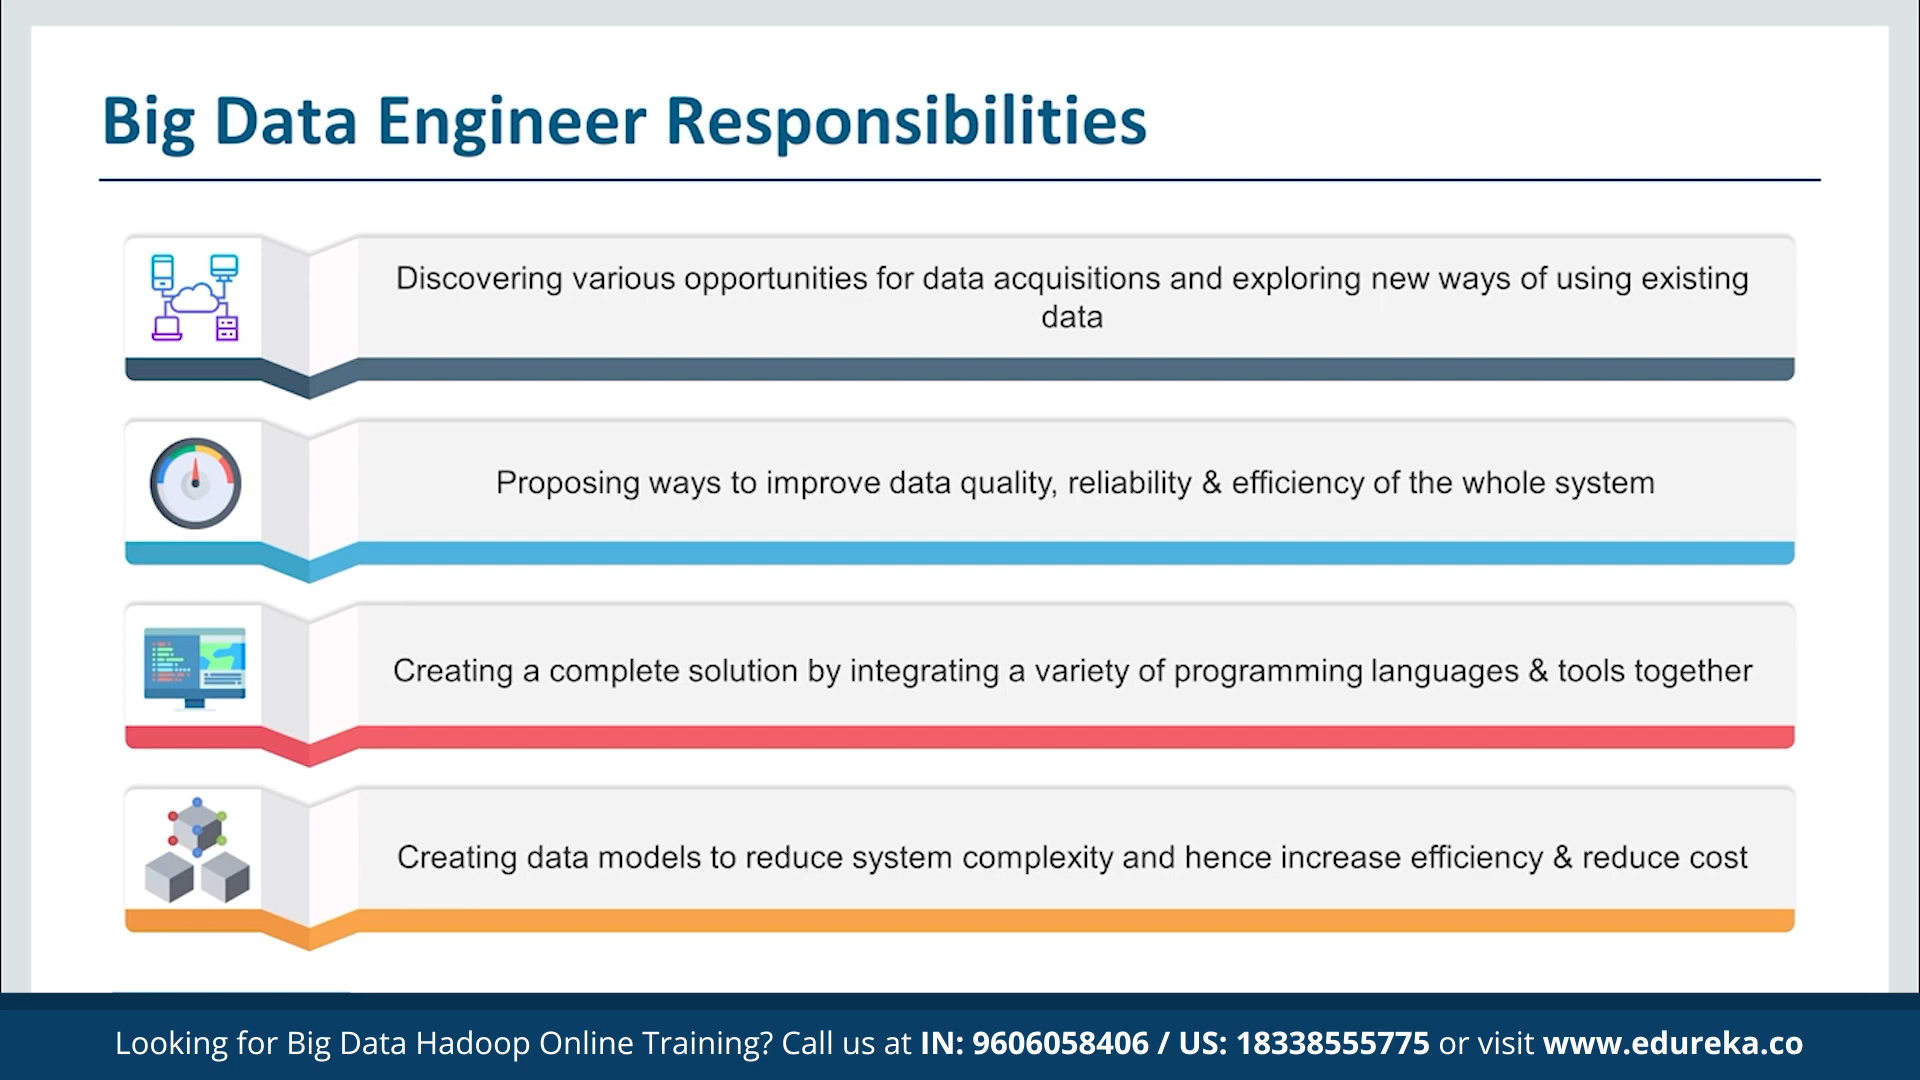 Big Data Engineer Responsibilities
Discovering various opportunities for data acquisitions and exploring new ways of using existing
data
Proposing ways to improve data quality, reliability & efficiency of the whole system
Creating a complete solution by integrating a variety of programming languages & tools together
Creating data models to reduce system complexity and hence increase efficiency & reduce cost
Looking for Big Data Hadoop Online Training? Call us at IN: 9606058406 / US: 18338555775 or visit www.edureka.co